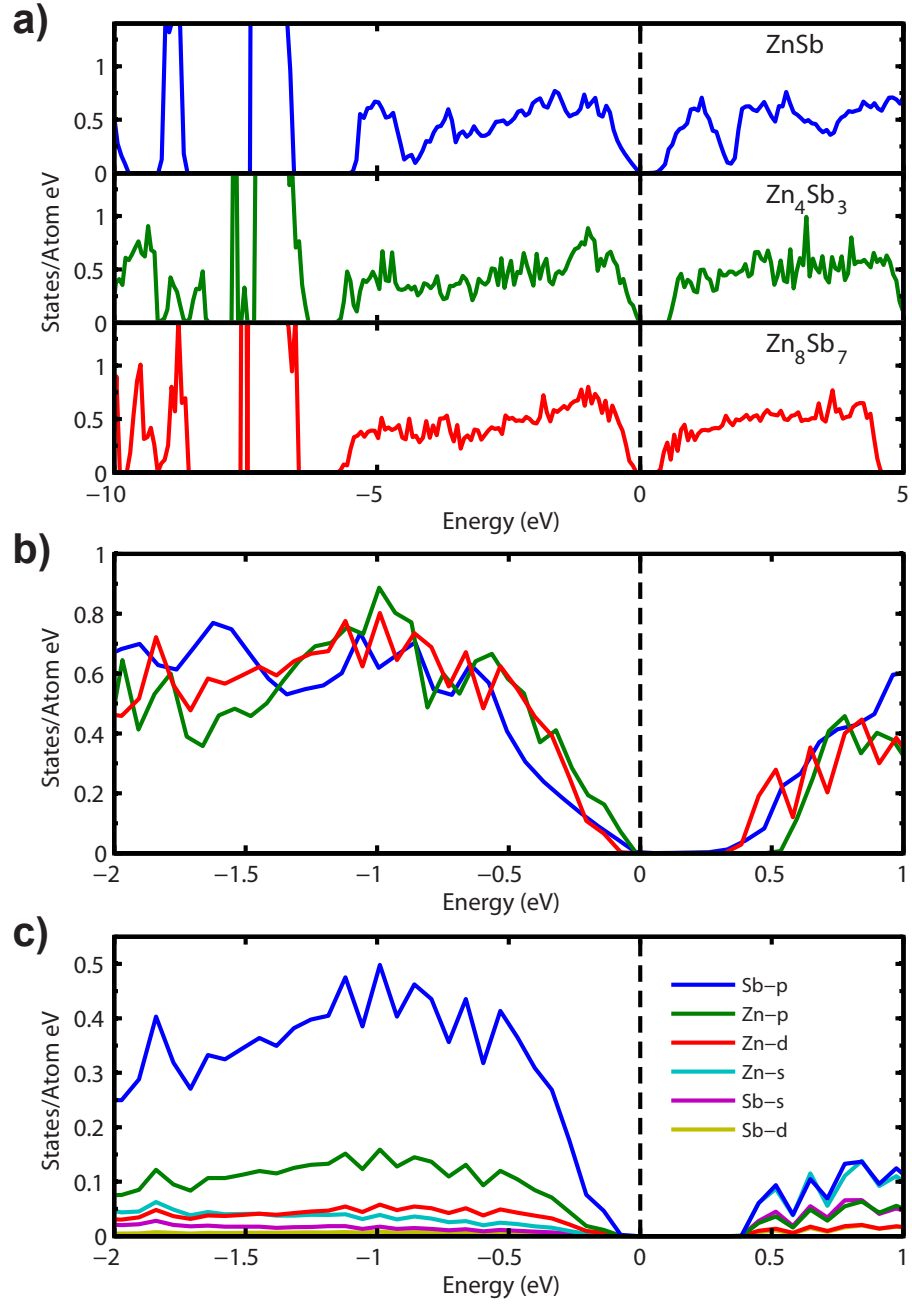 a)
ZnSb
1
0.5
0
Zn4Sb3
1
0.5
0
Zn8Sb7
1
0.5
0
States/Atom eV
−10
−5
0
5
Energy (eV)
b)
1
0.8
0.6
0.4
0.2
0
States/Atom eV
−2
−1.5
−1
−0.5
0
0.5
1
Energy (eV)
c)
0.5
0.4
0.3
0.2
0.1
0
States/Atom eV
Sb−p
Zn−p
Zn−d
Zn−s
Sb−s
Sb−d
−2
−1.5
−1
−0.5
0
0.5
1
Energy (eV)